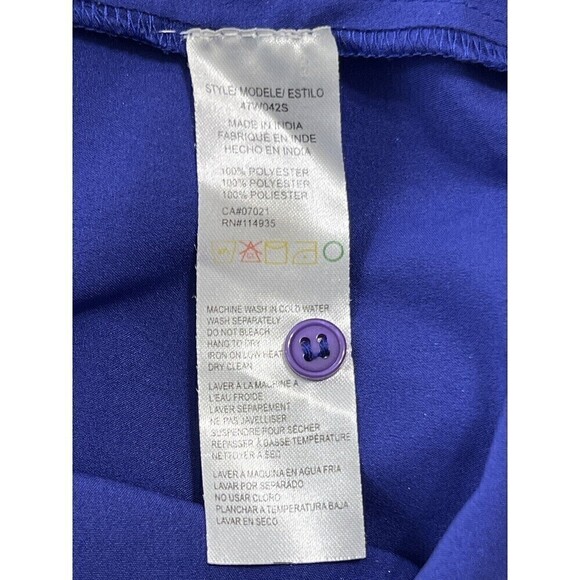 STYLE/ MODELE/ ESTILO
47W042S
MADE IN INDIA
FABRIQUE EN INDE
HECHO EN INDIA
100% POLYESTER
100% POLYESTER
100% POLIESTER
CA#07021
RN#114935
MACHINE WASH IN COLD WATER
WASH SEPARATELY
DO NOT BLEACH
HANG TO DRY
IRON ON LOW HEAT
DRY CLEAN
LAVER A LA MACHINE A
L'EAU FROIDE
LAVER SEPAREMENT
NE PAS JAVELLISER
SUSPENDRE POUR SÉCHER
REPASSER À BASSE TEMPÉRATURE
NETTOYER À SEC
LAVER A MAQUINA EN AGUA FRIA
LAVAR POR SEPARADO
NO USAR CLORO
PLANCHAR A TEMPERATURA BAJA
LAVAR EN SECO